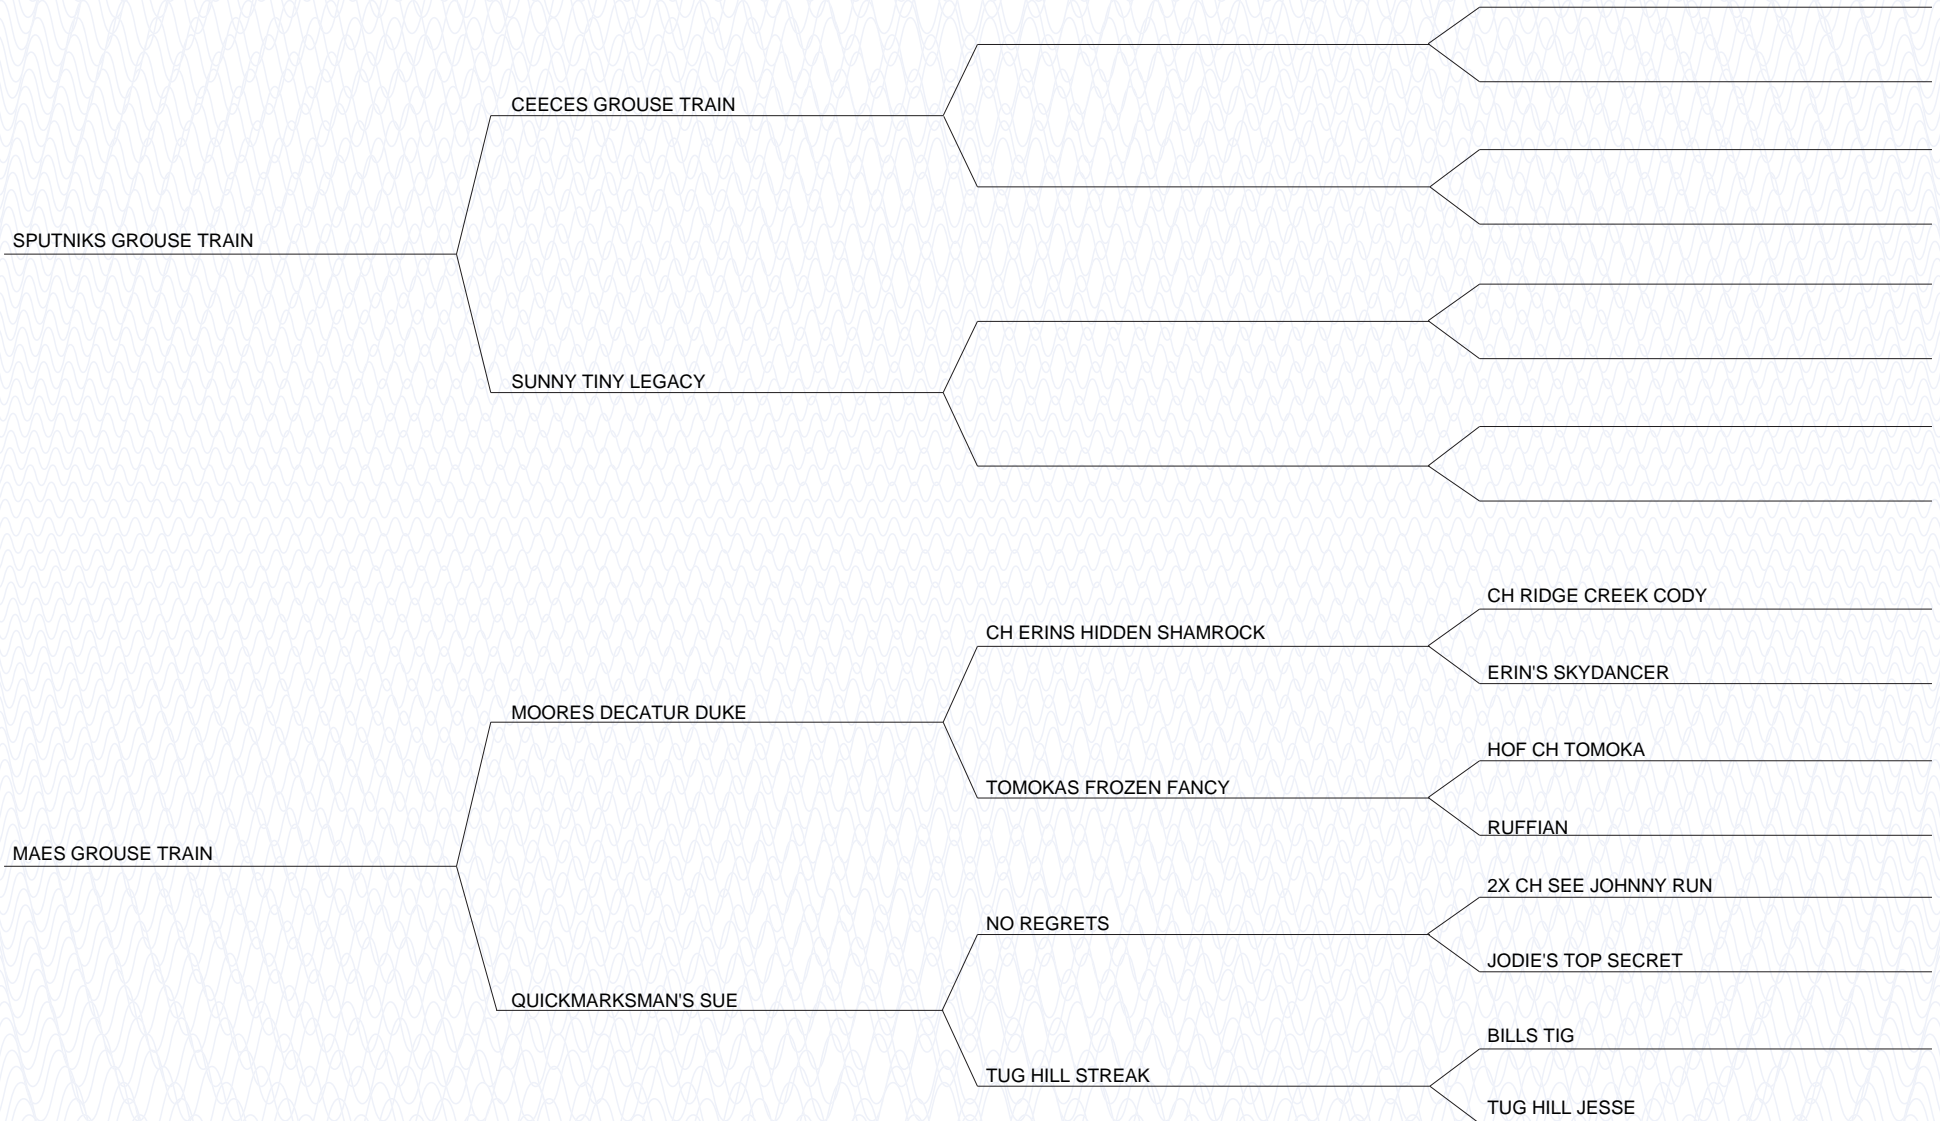 CEECES GROUSE TRAIN
SPUTNIKS GROUSE TRAIN
SUNNY TINY LEGACY
CH RIDGE CREEK CODY
CH ERINS HIDDEN SHAMROCK
ERIN'S SKYDANCER
MOORES DECATUR DUKE
HOF CH TOMOKA
TOMOKAS FROZEN FANCY
RUFFIAN
MAES GROUSE TRAIN
2X CH SEE JOHNNY RUN
NO REGRETS
JODIE'S TOP SECRET
QUICKMARKSMAN'S SUE
BILLS TIG
TUG HILL STREAK
TUG HILL JESSE